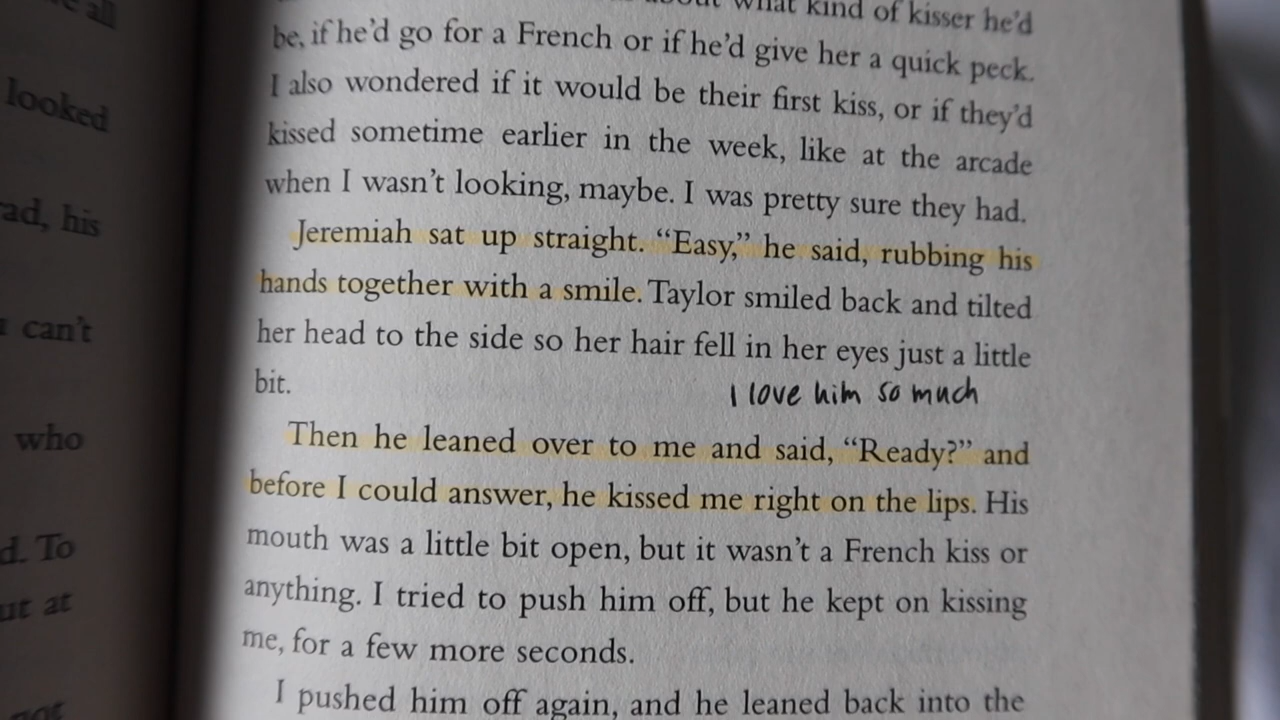 looked
his
can't
who
To
at
what kind of kisser he'd
be, if he'd go for a French or if he'd give her a quick peck.
I also wondered if it would be their first kiss, or if they'd
kissed sometime earlier in the week, like at the arcade
when I wasn't looking, maybe. I was pretty sure they had.
Jeremiah sat up straight. “Easy,” he said, rubbing his
hands together with a smile. Taylor smiled back and tilted
her head to the side so her hair fell in her eyes just a little
bit.
I love him so much
Then he leaned over to me and said, “Ready?” and
before I could answer, he kissed me right on the lips. His
mouth was a little bit open, but it wasn't a French kiss or
anything. I tried to push him off, but he kept on kissing
me, for a few more seconds.
I pushed him off again, and he leaned back into the